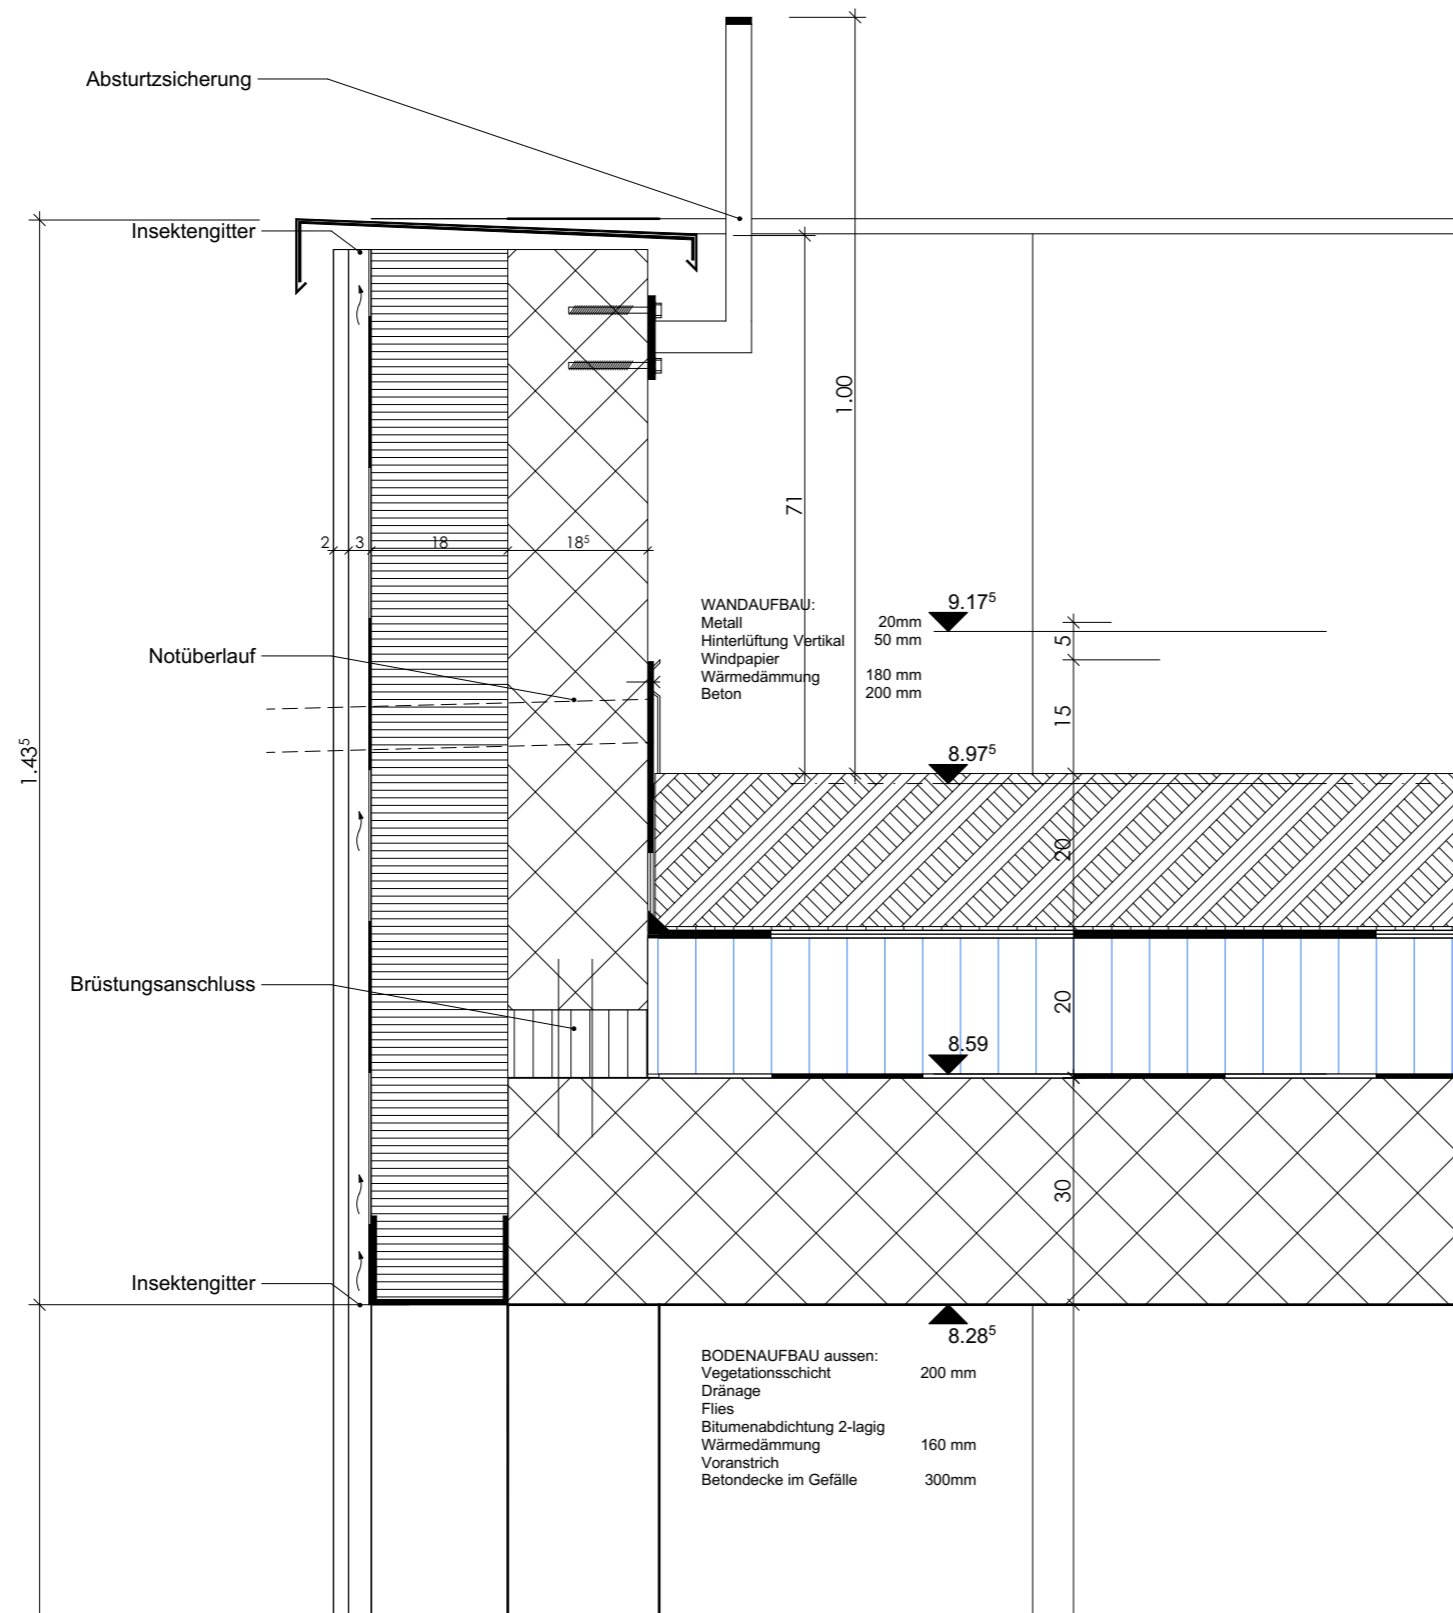 Absturtzsicherung
Insektengitter
1.00
71
2 3 18 18⁵
WANDAUFBAU:
Metall 20mm
Hinterlüftung Vertikal 50 mm
Windpapier
Wärmedämmung 180 mm
Beton 200 mm
9.17⁵
5
Notüberlauf
15
1.43⁵
8.97⁵
20
Brüstungsanschluss
20
8.59
30
Insektengitter
8.28⁵
BODENAUFBAU aussen:
Vegetationsschicht 200 mm
Dränage
Flies
Bitumenabdichtung 2-lagig
Wärmedämmung 160 mm
Voranstrich
Betondecke im Gefälle 300mm